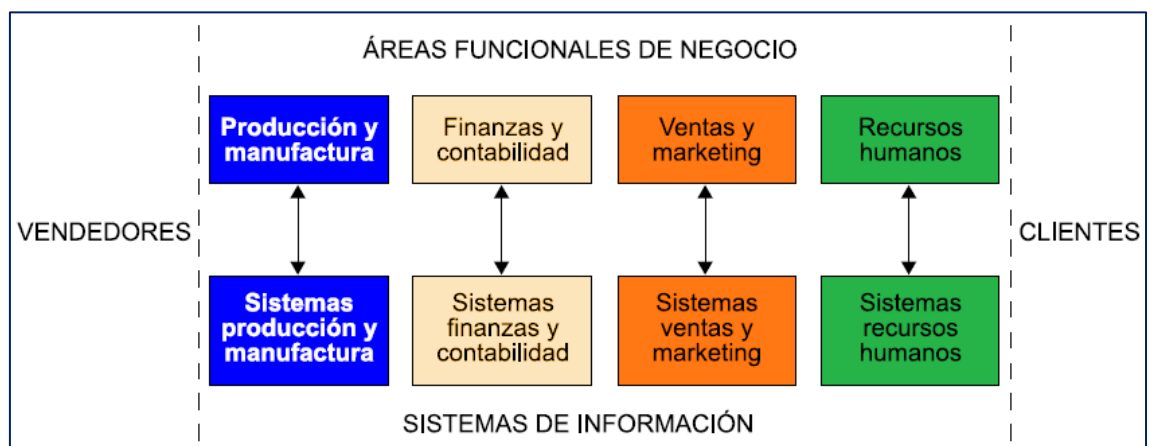 ÁREAS FUNCIONALES DE NEGOCIO
Producción y
manufactura
Finanzas y
contabilidad
Ventas y
marketing
Recursos
humanos
VENDEDORES
CLIENTES
Sistemas
producción y
manufactura
Sistemas
finanzas y
contabilidad
Sistemas
ventas y
marketing
Sistemas
recursos
humanos
SISTEMAS DE INFORMACIÓN